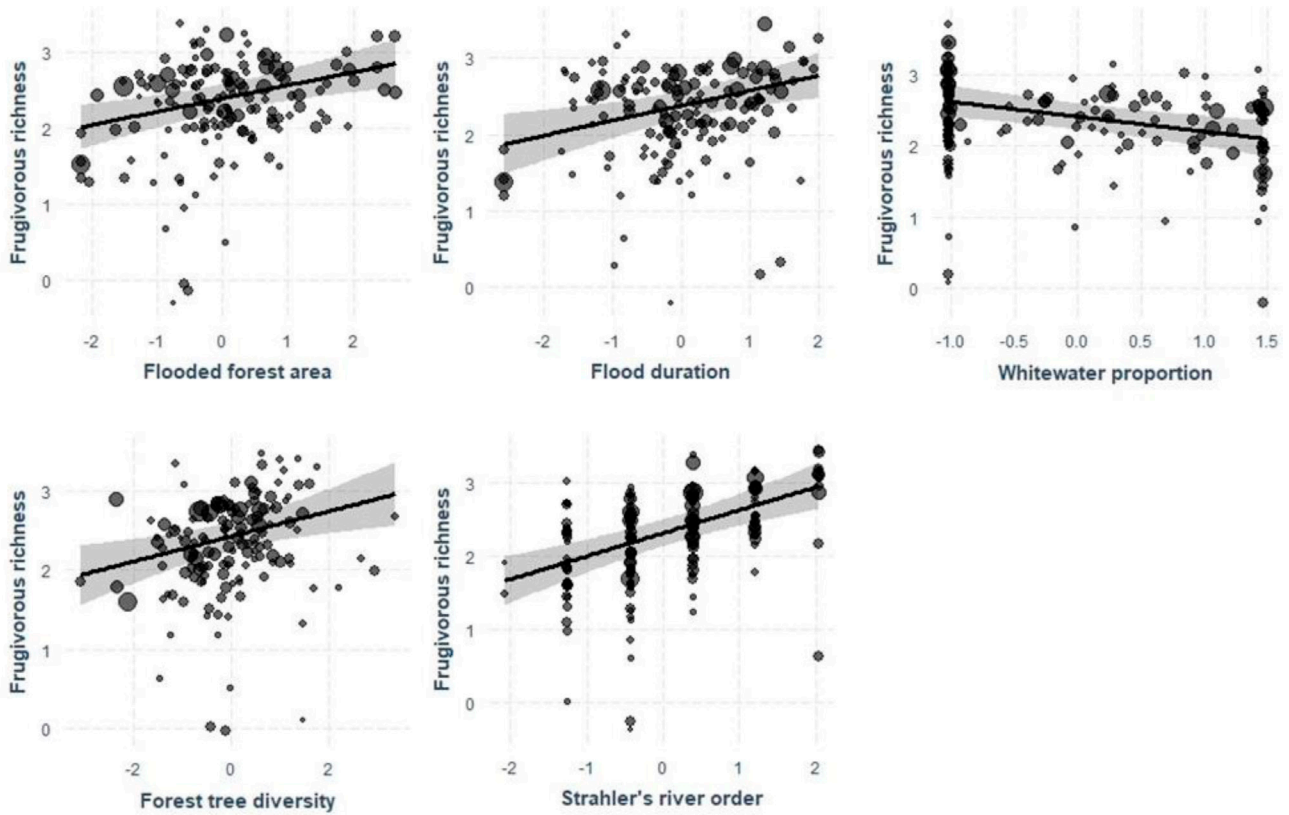 Frugivorous richness
3
2
1
0
-2 -1 0 1 2
Flooded forest area
Frugivorous richness
3
2
1
0
-2 -1 0 1 2
Flood duration
Frugivorous richness
3
2
1
0
-1.0 -0.5 0.0 0.5 1.0 1.5
Whitewater proportion
Frugivorous richness
3
2
1
0
-2 0 2
Forest tree diversity
Frugivorous richness
3
2
1
0
-2 -1 0 1 2
Strahler's river order